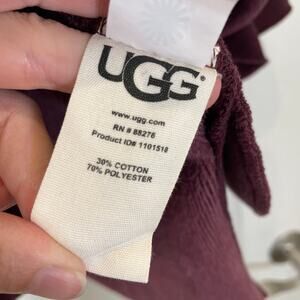 UGG®
www.ugg.com
RN # 88276
Product ID# 1101518
30% COTTON
70% POLYESTER